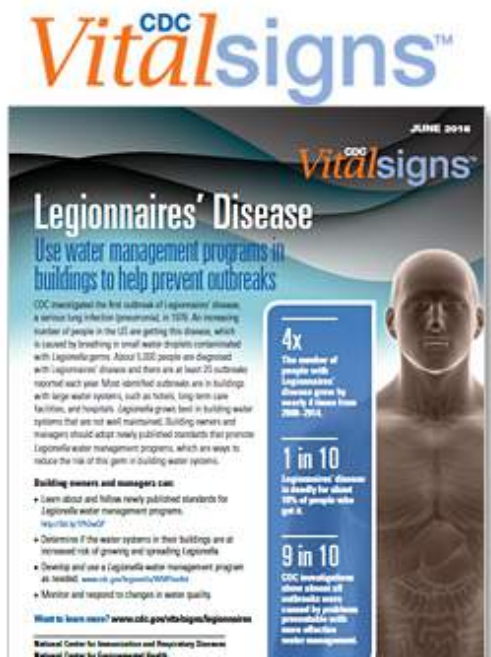 CDC
Vitalsigns™
JUNE 2016
CDC
Vitalsigns™
Legionnaires’ Disease
Use water management programs in
buildings to help prevent outbreaks
CDC investigated the first outbreak of Legionnaires’ disease,
a serious lung infection (pneumonia), in 1976. An increasing
number of people in the US are getting this disease, which
is caused by breathing in small water droplets contaminated
with Legionella germs. About 5,000 people are diagnosed
with Legionnaires’ disease and there are at least 20 outbreaks
reported each year. Most identified outbreaks are in buildings
with large water systems, such as hotels, long-term care
facilities, and hospitals. Legionella grows best in building water
systems that are not well maintained. Building owners and
managers should adopt newly published standards that promote
Legionella water management programs, which are ways to
reduce the risk of this germ in building water systems.
Building owners and managers can:
▪ Learn about and follow newly published standards for
Legionella water management programs.
▪ Determine if the water systems in their buildings are at
increased risk of growing and spreading Legionella.
▪ Develop and use a Legionella water management program
as needed.
▪ Monitor and respond to changes in water quality.
Want to learn more? www.cdc.gov/vitalsigns/legionnaires
National Center for Immunization and Respiratory Diseases
National Center for Environmental Health
4x
The number of
people with
Legionnaires’
disease grew by
nearly 4 times from
2000–2014.
1 in 10
Legionnaires’ disease
is deadly for about
10% of people who
get it.
9 in 10
CDC investigations
show almost all
outbreaks were
caused by problems
preventable with
more effective
water management.